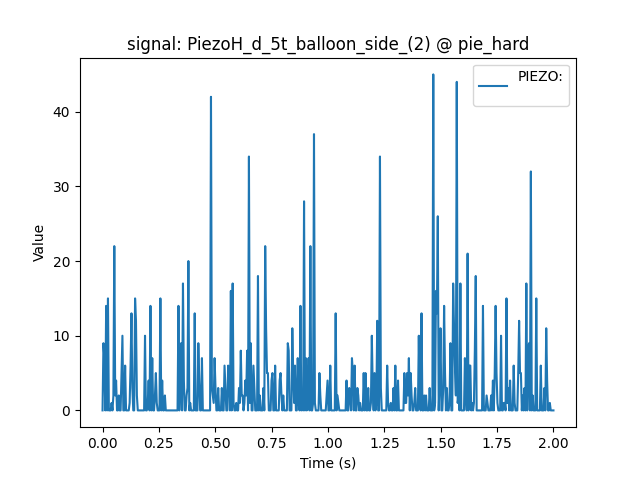 signal: PiezoH_d_5t_balloon_side_(2) @ pie_hard
PIEZO:
Value
40
30
20
10
0
0.00 0.25 0.50 0.75 1.00 1.25 1.50 1.75 2.00
Time (s)